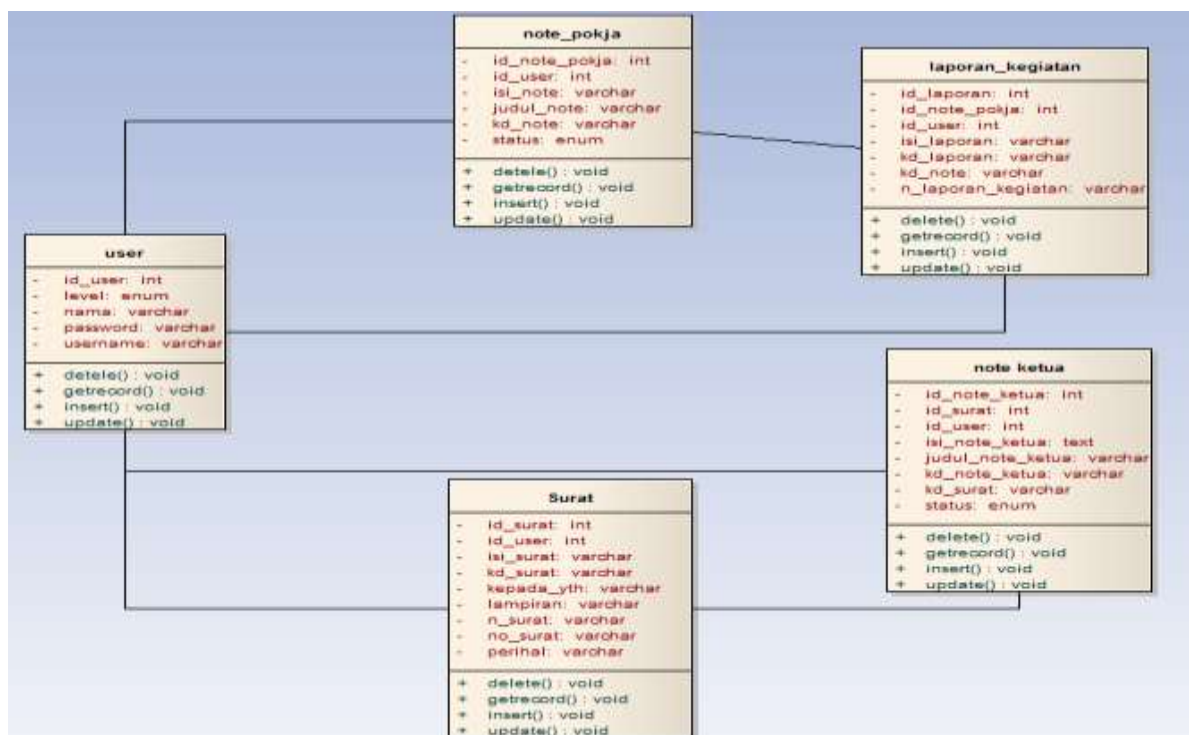 note_pokja
- id_note_pokja: int
- id_user: int
- isi_note: varchar
- judul_note: varchar
- kd_note: varchar
- status: enum
+ detele() : void
+ getrecord() : void
+ insert() : void
+ update() : void
laporan_kegiatan
- id_laporan: int
- id_note_pokja: int
- id_user: int
- isi_laporan: varchar
- kd_laporan: varchar
- kd_note: varchar
- n_laporan_kegiatan: varchar
+ delete() : void
+ getrecord() : void
+ insert() : void
+ update() : void
user
- id_user: int
- level: enum
- nama: varchar
- password: varchar
- username: varchar
+ detele() : void
+ getrecord() : void
+ insert() : void
+ update() : void
note ketua
- id_note_ketua: int
- id_surat: int
- id_user: int
- isi_note_ketua: text
- judul_note_ketua: varchar
- kd_note_ketua: varchar
- kd_surat: varchar
- status: enum
+ delete() : void
+ getrecord() : void
+ insert() : void
+ update() : void
Surat
- id_surat: int
- id_user: int
- isi_surat: varchar
- kd_surat: varchar
- kepada_yth: varchar
- lampiran: varchar
- n_surat: varchar
- no_surat: varchar
- perihal: varchar
+ delete() : void
+ getrecord() : void
+ insert() : void
+ update() : void